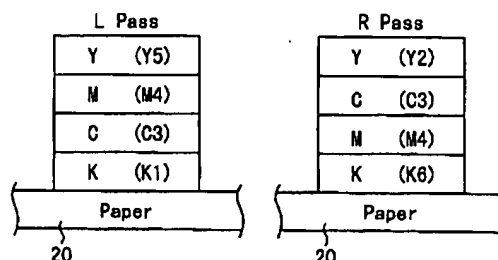 L Pass
Y (Y5)
M (M4)
C (C3)
K (K1)
Paper
20
R Pass
Y (Y2)
C (C3)
M (M4)
K (K6)
Paper
20